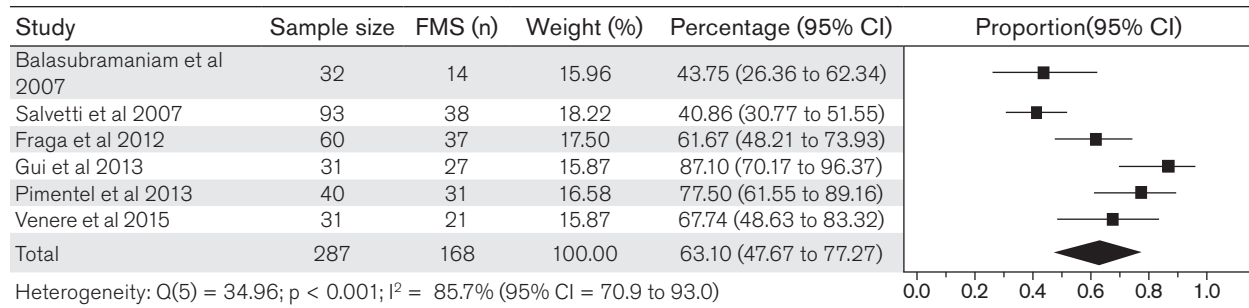 Study Sample size FMS (n) Weight (%) Percentage (95% CI) Proportion(95% CI)
Balasubramaniam et al
2007 32 14 15.96 43.75 (26.36 to 62.34)
Salvetti et al 2007 93 38 18.22 40.86 (30.77 to 51.55)
Fraga et al 2012 60 37 17.50 61.67 (48.21 to 73.93)
Gui et al 2013 31 27 15.87 87.10 (70.17 to 96.37)
Pimentel et al 2013 40 31 16.58 77.50 (61.55 to 89.16)
Venere et al 2015 31 21 15.87 67.74 (48.63 to 83.32)
Total 287 168 100.00 63.10 (47.67 to 77.27)
Heterogeneity: Q(5) = 34.96; p < 0.001; I² = 85.7% (95% CI = 70.9 to 93.0)
0.0 0.2 0.4 0.6 0.8 1.0